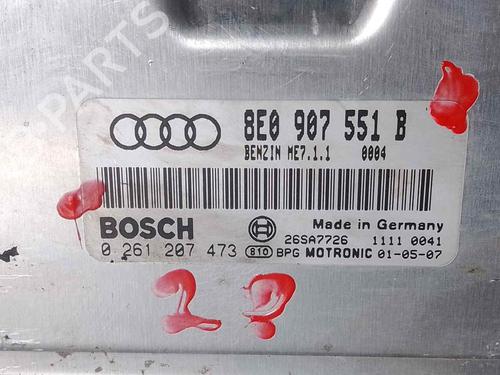 8E0 907 551 B
BENZIN ME7.1.1 0004
BOSCH
Made in Germany
0 261 207 473
26SA7726 1111 0041
810 BPG MOTRONIC 01-05-07